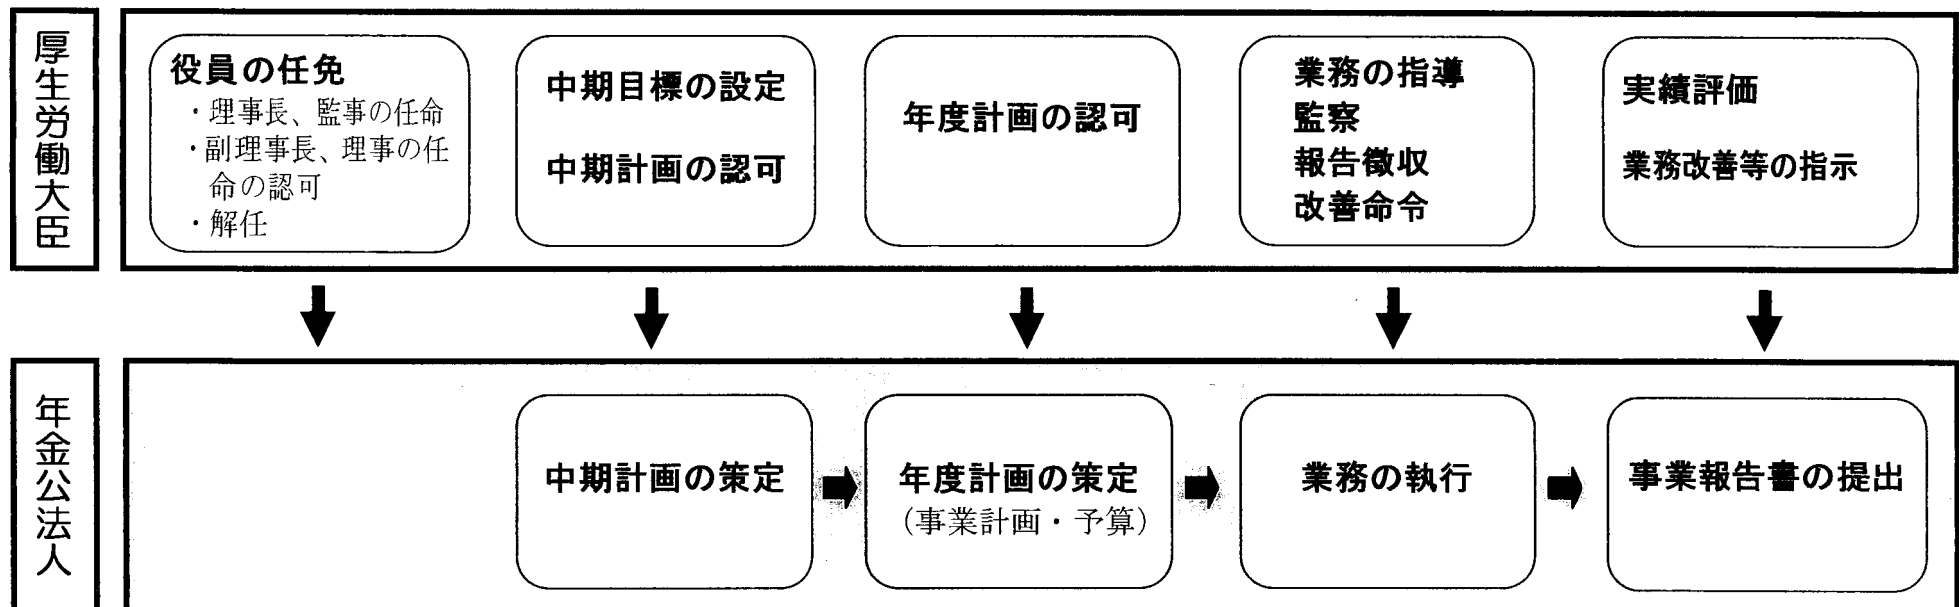 厚生労働大臣
役員の任免
・理事長、監事の任命
・副理事長、理事の任
命の認可
・解任
中期目標の設定
中期計画の認可
年度計画の認可
業務の指導
監察
報告徴収
改善命令
実績評価
業務改善等の指示
年金公法人
中期計画の策定
年度計画の策定
（事業計画・予算）
業務の執行
事業報告書の提出